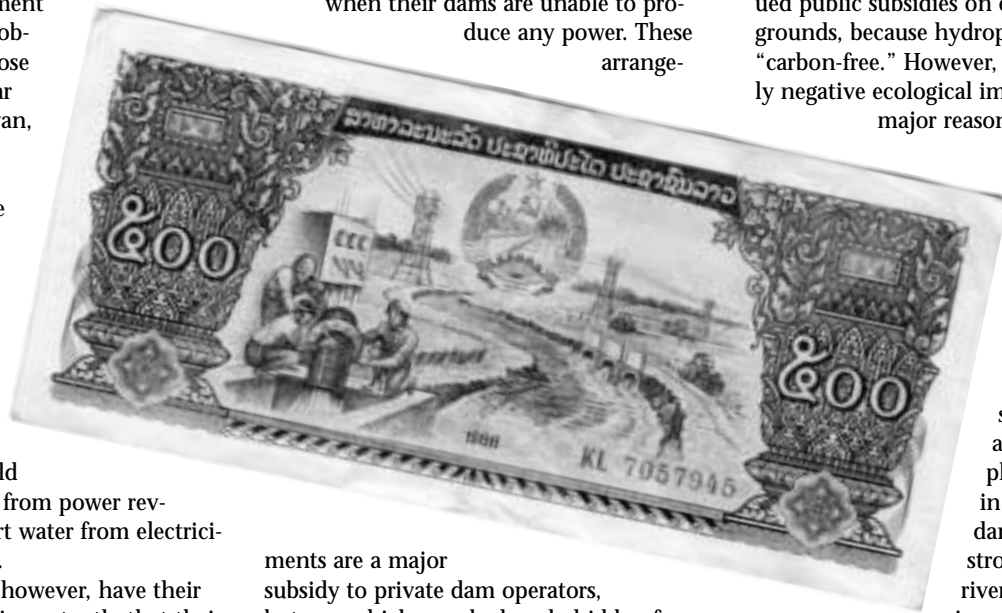 ment
ob-
ose
ar
an,
e
ld
from power rev-
rt water from electrici-
however, have their
when their dams are unable to pro-
duce any power. These
arrange-
ສາທາລະນະລັດ ປະຊາທິປະໄຕ ປະຊາຊົນລາວ
໕໐໐
໕໐໐
1988
KL 7057945
ments are a major
subsidy to private dam operators,
ued public subsidies on
grounds, because hydrop
“carbon-free.” However,
ly negative ecological im
major reason
s
a
pl
in
dar
stro
river